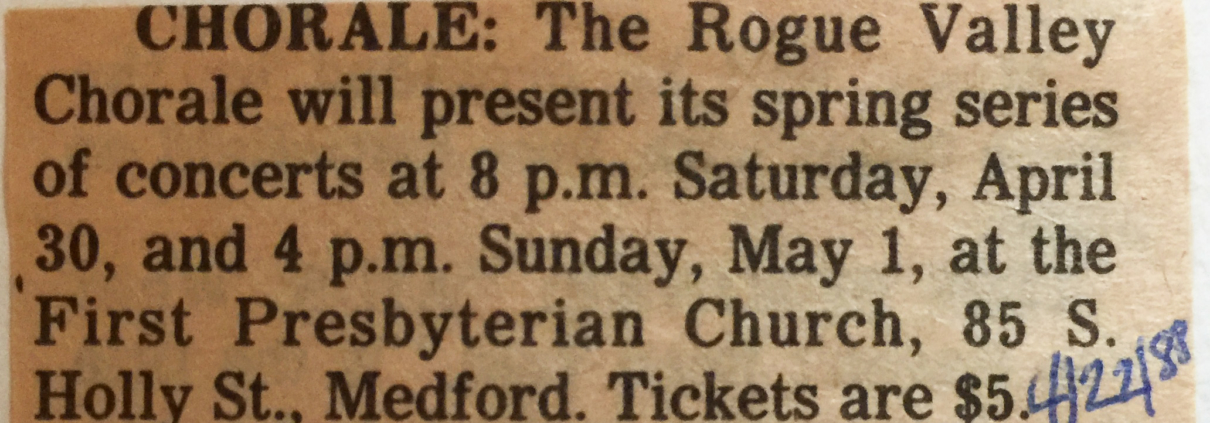 CHORALE: The Rogue Valley
Chorale will present its spring series
of concerts at 8 p.m. Saturday, April
30, and 4 p.m. Sunday, May 1, at the
First Presbyterian Church, 85 S.
Holly St., Medford. Tickets are $5.
4/22/88